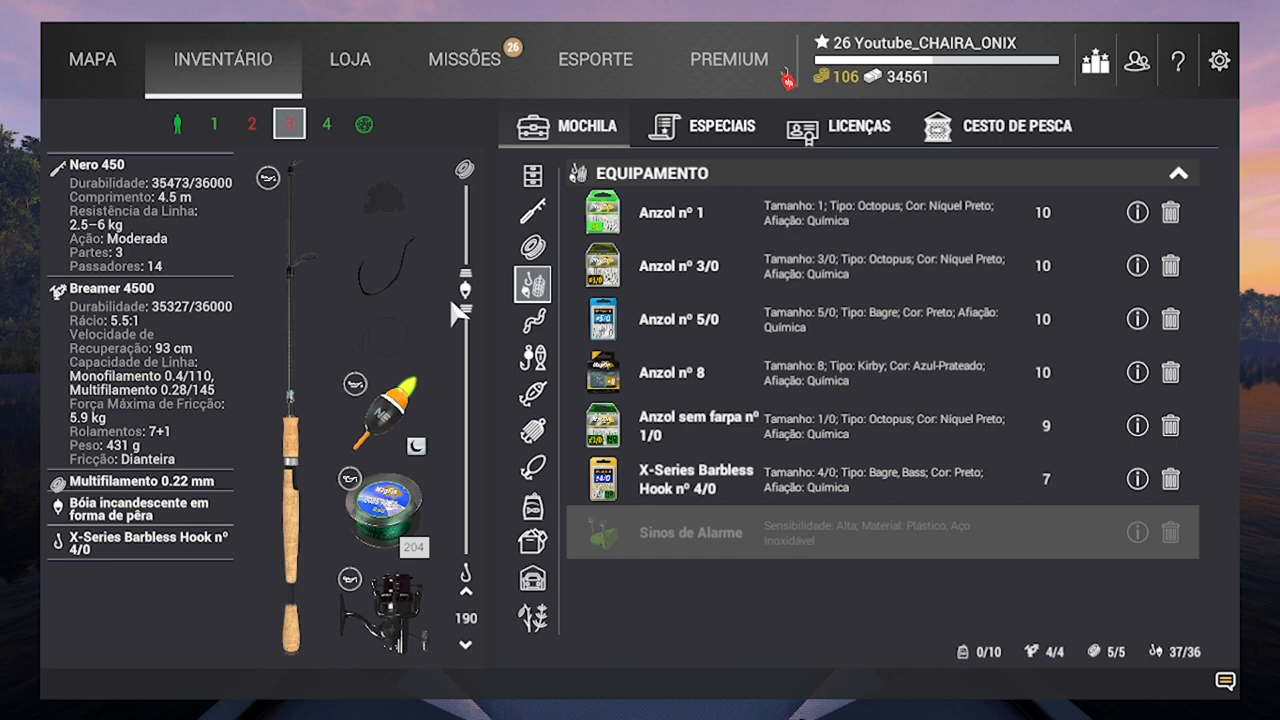 MAPA
INVENTÁRIO
LOJA
MISSÕES
26
ESPORTE
PREMIUM
26 Youtube_CHAIRA_ONIX
106 34561
1 2 3 4
MOCHILA
ESPECIAIS
LICENÇAS
CESTO DE PESCA
Nero 450
Durabilidade: 35473/36000
Comprimento: 4.5 m
Resistência da Linha:
2.5–6 kg
Ação: Moderada
Partes: 3
Passadores: 14
Breamer 4500
Durabilidade: 35327/36000
Rácio: 5.5:1
Velocidade de
Recuperação: 93 cm
Capacidade de Linha:
Monofilamento 0.4/110,
Multifilamento 0.28/145
Força Máxima de Fricção:
5.9 kg
Rolamentos: 7+1
Peso: 431 g
Fricção: Dianteira
Multifilamento 0.22 mm
Bóia incandescente em
forma de pêra
X-Series Barbless Hook nº
4/0
204
190
EQUIPAMENTO
Anzol nº 1
Tamanho: 1; Tipo: Octopus; Cor: Níquel Preto;
Afiação: Química
10
Anzol nº 3/0
Tamanho: 3/0; Tipo: Octopus; Cor: Níquel Preto;
Afiação: Química
10
Anzol nº 5/0
Tamanho: 5/0; Tipo: Bagre; Cor: Preto; Afiação:
Química
10
Anzol nº 8
Tamanho: 8; Tipo: Kirby; Cor: Azul-Prateado;
Afiação: Química
10
Anzol sem farpa nº
1/0
Tamanho: 1/0; Tipo: Octopus; Cor: Níquel Preto;
Afiação: Química
9
X-Series Barbless
Hook nº 4/0
Tamanho: 4/0; Tipo: Bagre, Bass; Cor: Preto;
Afiação: Química
7
Sinos de Alarme
Sensibilidade: Alta; Material: Plástico, Aço
Inoxidável
0/10 4/4 5/5 37/36